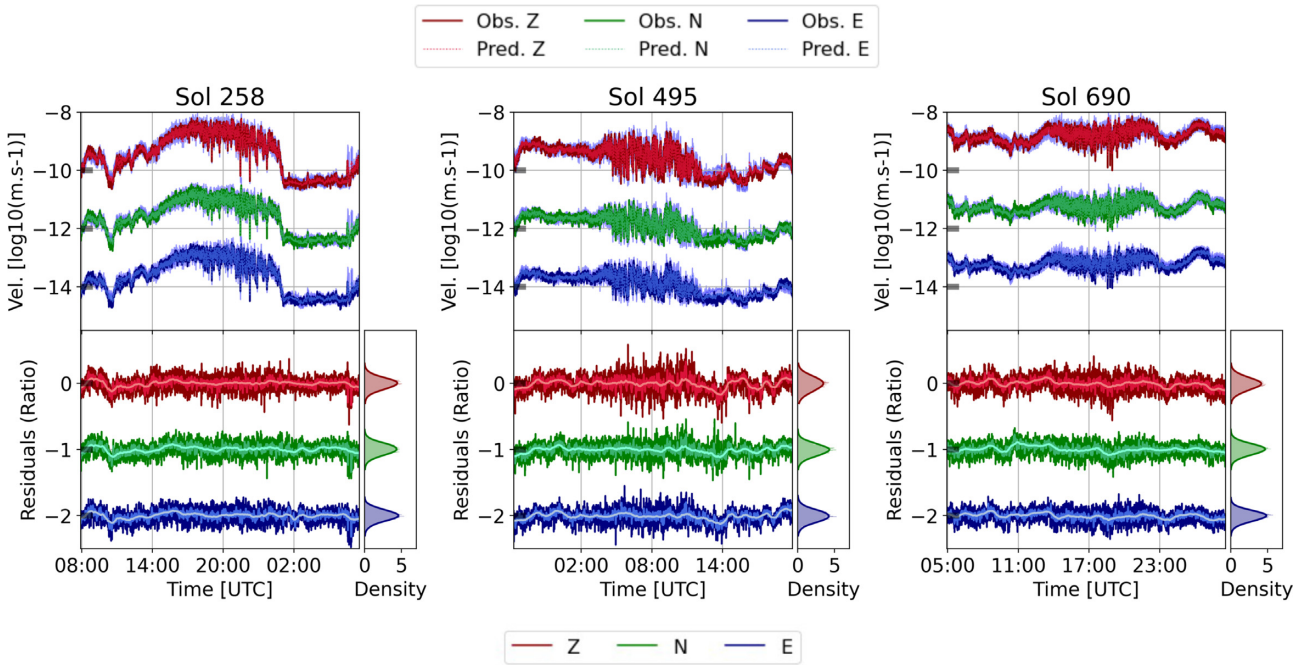 Obs. Z Obs. N Obs. E
Pred. Z Pred. N Pred. E
Sol 258 Sol 495 Sol 690
−8 −8 −8
−10 −10 −10
−12 −12 −12
−14 −14 −14
Vel. [log10(m.s-1)] Vel. [log10(m.s-1)] Vel. [log10(m.s-1)]
0 0 0
−1 −1 −1
−2 −2 −2
Residuals (Ratio) Residuals (Ratio) Residuals (Ratio)
08:00 14:00 20:00 02:00 0 5 02:00 08:00 14:00 0 5 05:00 11:00 17:00 23:00 0 5
Time [UTC] Density Time [UTC] Density Time [UTC] Density
Z N E